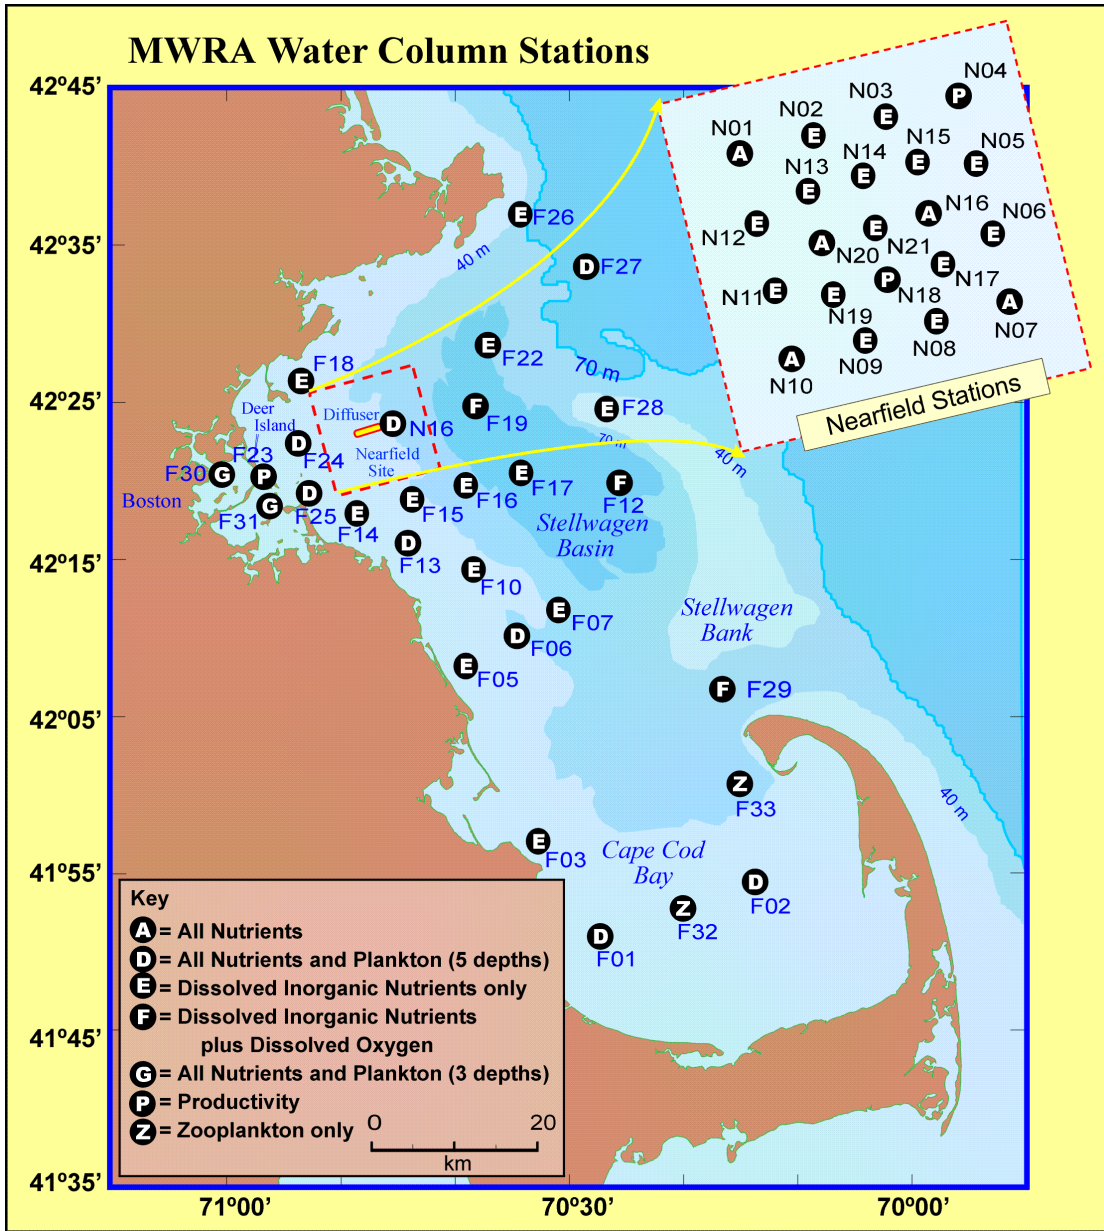 MWRA Water Column Stations
42º45’
42º35’
42º25’
42º15’
42º05’
41º55’
41º45’
41º35’
71º00’
70º30’
70º00’
N01
A
N02
E
N03
E
N04
P
N05
E
N06
E
N07
A
N08
E
N09
E
N10
A
N11
E
N12
E
N13
E
N14
E
N15
E
N16
A
N17
E
N18
P
N19
E
N20
A
N21
E
Nearfield Stations
E F26
40 m
D F27
E F22
70 m
F18
E
F F19
E F28
70 m
40 m
Deer
Island
Diffuser
D N16
Nearfield
Site
D F24
F23
P
F30 G
Boston
G F31
D F25
E F14
E F15
E F16
E F17
F F12
Stellwagen
Basin
D F13
E F10
E F07
D F06
E F05
Stellwagen
Bank
F F29
Z F33
40 m
E F03
Cape Cod
Bay
D F02
Z F32
D F01
Key
A = All Nutrients
D = All Nutrients and Plankton (5 depths)
E = Dissolved Inorganic Nutrients only
F = Dissolved Inorganic Nutrients
plus Dissolved Oxygen
G = All Nutrients and Plankton (3 depths)
P = Productivity
Z = Zooplankton only
0 20
km